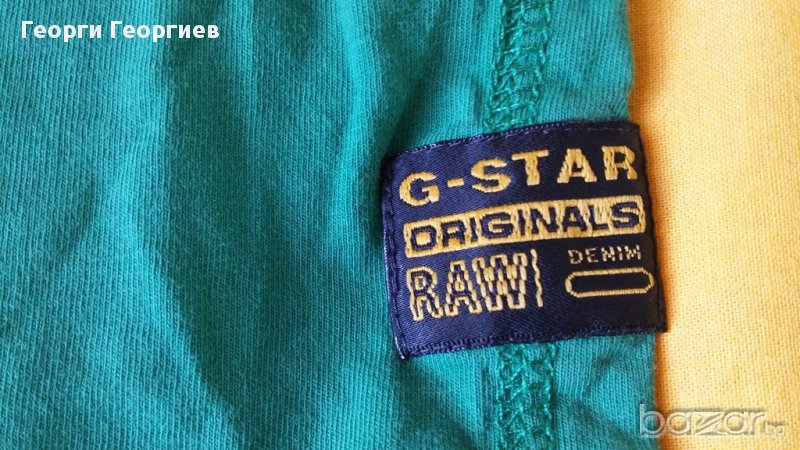 Георги Георгиев
G-STAR
ORIGINALS
RAW
DENIM
bazar.bg